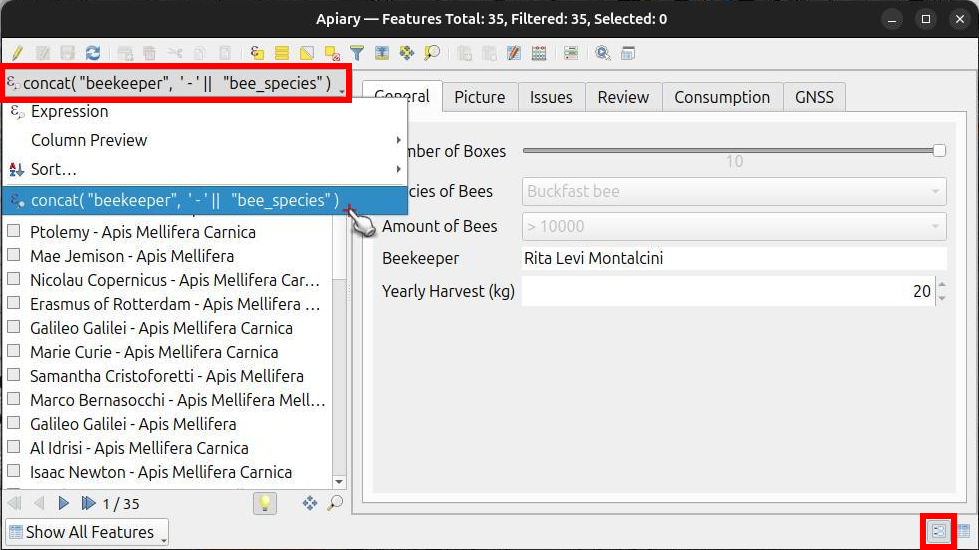 Apiary — Features Total: 35, Filtered: 35, Selected: 0
concat( "beekeeper", ' - ' || "bee_species" )
Expression
Column Preview
Sort...
concat( "beekeeper", ' - ' || "bee_species" )
Ptolemy - Apis Mellifera Carnica
Mae Jemison - Apis Mellifera
Nicolau Copernicus - Apis Mellifera Car...
Erasmus of Rotterdam - Apis Mellifera ...
Galileo Galilei - Apis Mellifera Carnica
Marie Curie - Apis Mellifera Carnica
Samantha Cristoforetti - Apis Mellifera
Marco Bernasocchi - Apis Mellifera Mell...
Galileo Galilei - Apis Mellifera
Al Idrisi - Apis Mellifera Carnica
Isaac Newton - Apis Mellifera Carnica
1 / 35
Show All Features
General Picture Issues Review Consumption GNSS
mber of Boxes
10
cies of Bees Buckfast bee
Amount of Bees > 10000
Beekeeper Rita Levi Montalcini
Yearly Harvest (kg) 20